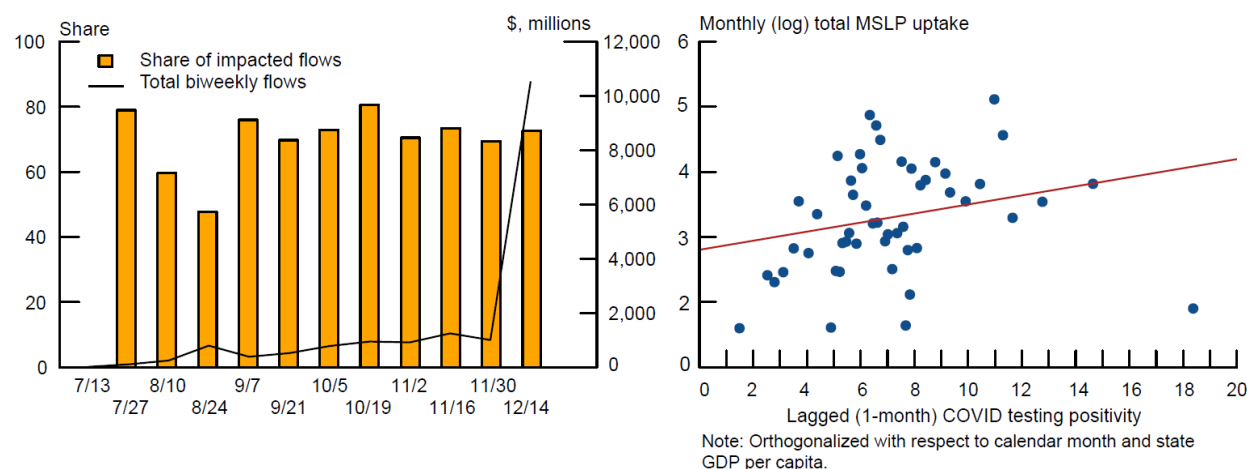 Share
$, millions
100
80
60
40
20
0
Share of impacted flows
Total biweekly flows
12,000
10,000
8,000
6,000
4,000
2,000
0
7/13 8/10 9/7 10/5 11/2 11/30
7/27 8/24 9/21 10/19 11/16 12/14
Monthly (log) total MSLP uptake
6
5
4
3
2
0
0 2 4 6 8 10 12 14 16 18 20
Lagged (1-month) COVID testing positivity
Note: Orthogonalized with respect to calendar month and state
GDP per capita.